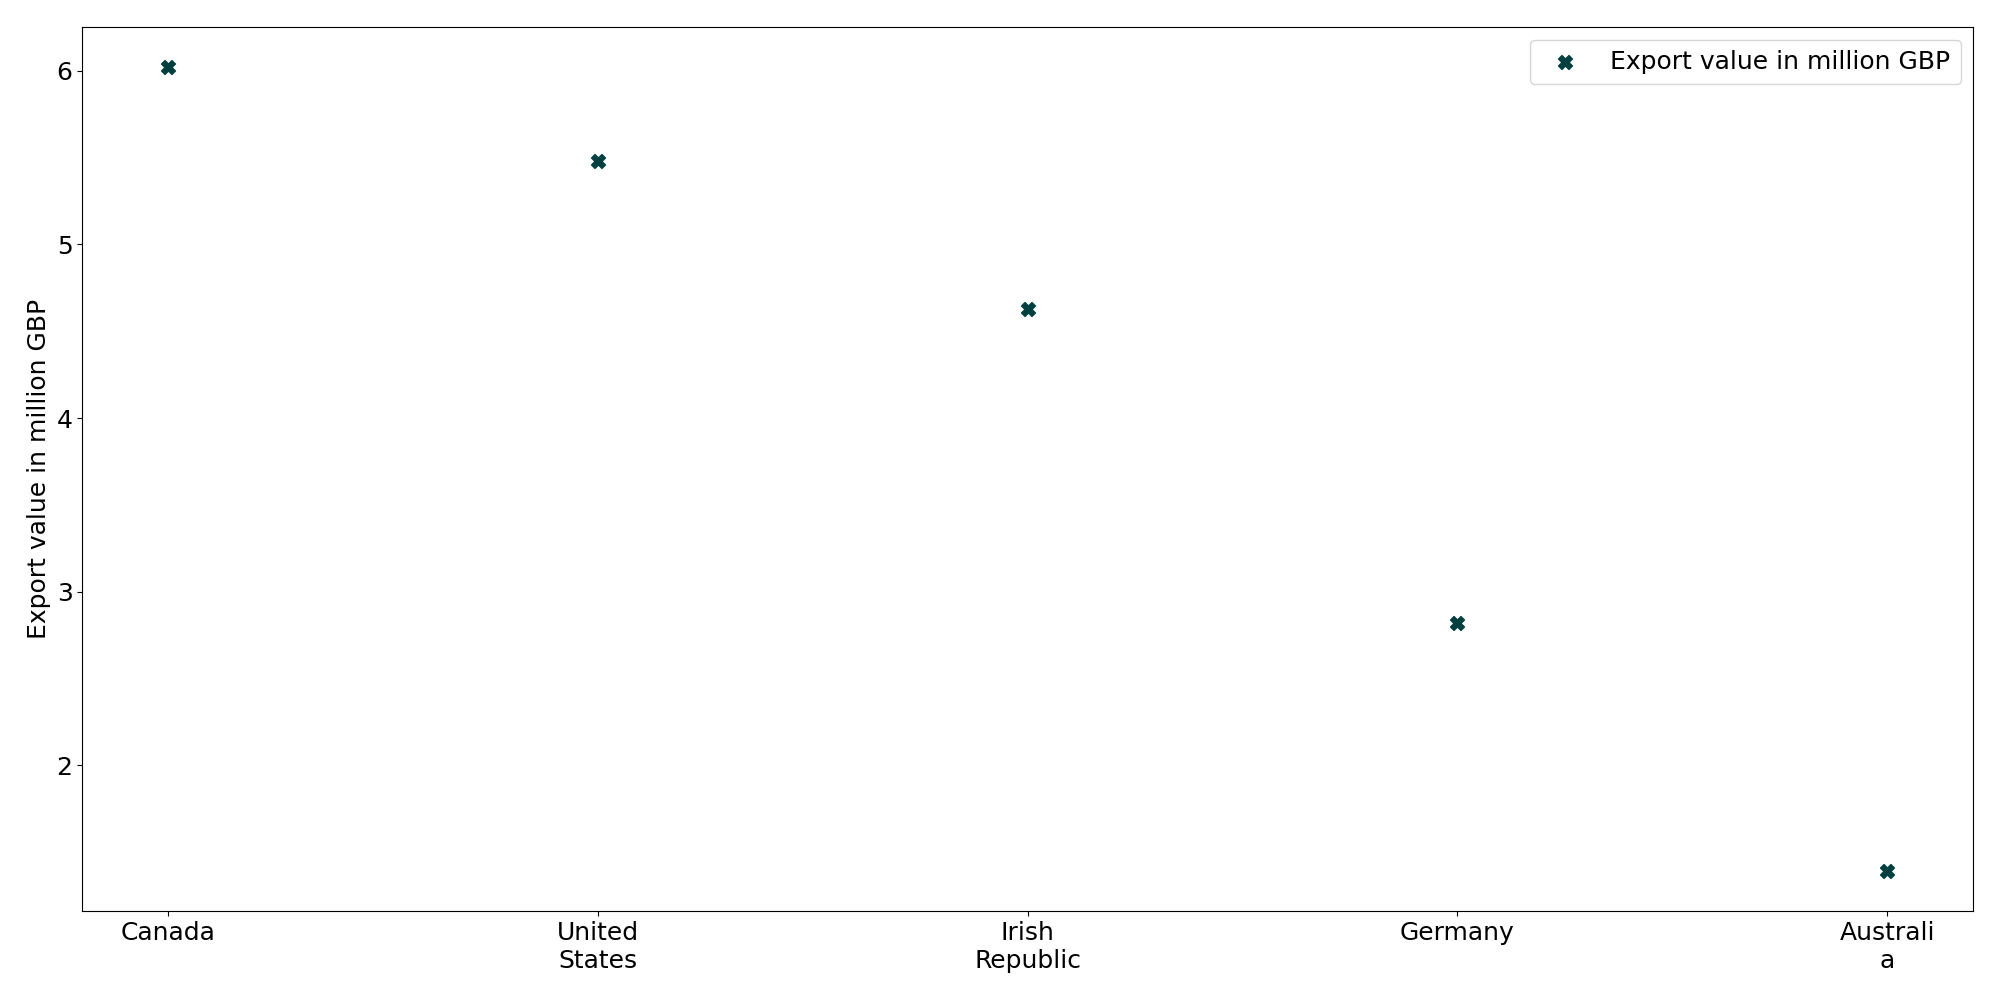 Export value in million GBP
6
5
4
3
2
Export value in million GBP
Canada
United
States
Irish
Republic
Germany
Australi
a